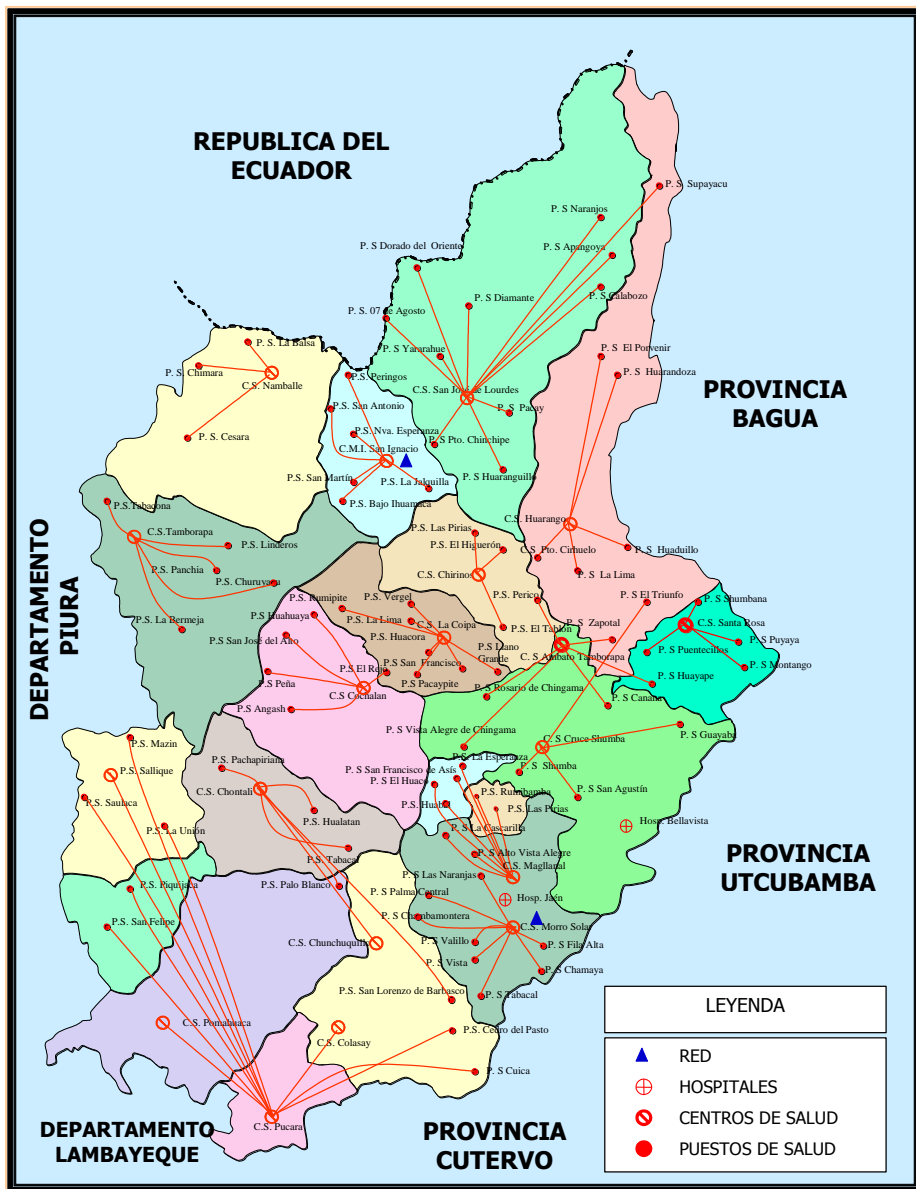 REPUBLICA DEL
ECUADOR
P. S. Supayacu
P. S Naranjos
P. S Dorado del Oriente
P. S Apangoya
P. S Diamante
P. S Calabozo
P. S. 07 de Agosto
P. S. La Balsa
P. S Yararahue
P. S El Porvenir
P. S. Chimara
P.S. Peringos
P. S Huarandoza
C.S. Namballe
C.S. San José de Lourdes
PROVINCIA
BAGUA
P.S. San Antonio
P. S Pacay
P.S. Nva. Esperanza
P. S. Cesara
P. S Pto. Chinchipe
C.M.I. San Ignacio
P.S. San Martín
P.S. La Jalquilla
P. S Huaranguillo
P.S. Bajo Ihuamaca
P.S.Tabacona
C.S. Huarango
P.S. Las Pirias
C.S.Tamborapa
P.S. Linderos
P.S. El Higuerón
P. S Huaduillo
C. S Pto. Ciruelo
P.S. Panchia
P.S. Churuyacu
C.S. Chirinos
P. S La Lima
DEPARTAMENTO
PIURA
P.S. Vergel
P.S. Rumipite
P.S. Perico
P. S El Triunfo
P. S Shumbana
P.S Huahuaya
P.S. La Lima
C.S. La Coipa
P.S. La Bermeja
P.S. El Tablón
P. S Zapotal
C.S. Santa Rosa
P.S San José del Alto
P.S. Huacora
P. S Puyaya
P.S Llano
Grande
P. S Puentecillos
C. S Ambato Tamborapa
P.S El Rejo
P.S San Francisco
P. S Montango
P.S Peña
P.S. Pacaypite
P. S Huayape
C.S Cochalan
P. S Rosario de Chingama
P. S Canana
P.S Angash
P. S Guayaba
P. S Vista Alegre de Chingama
P.S. Mazin
C. S Cruce Shumba
P.S. La Esperanza
P.S. Pachapiriana
P.S. Sallique
P. S San Francisco de Asís
P. S Shumba
P. S El Huaco
C.S. Chontali
P.S. Rumibamba
P. S San Agustín
P.S. Saulaca
P.S. Huabal
P.S. Las Pirias
P.S. Hualatan
Hosp. Bellavista
P.S. La Unión
P. S La Cascarilla
P.S. Tabacal
P. S Alto Vista Alegre
C.S. Magllanal
PROVINCIA
UTCUBAMBA
P. S Las Naranjas
P.S. Piquijaca
P.S. Palo Blanco
P. S Palma Central
Hosp. Jaén
P.S. San Felipe
P. S Chambamontera
C.S. Morro Solar
C.S. Chunchuquillo
P. S Valillo
P. S Fila Alta
P. S Vista
P. S Chamaya
P.S. San Lorenzo de Barbasco
P. S Tabacal
C.S. Pomahuaca
P.S. Cedro del Pasto
C.S. Colasay
P. S Cuica
C.S. Pucara
DEPARTAMENTO
LAMBAYEQUE
PROVINCIA
CUTERVO
LEYENDA
RED
HOSPITALES
CENTROS DE SALUD
PUESTOS DE SALUD